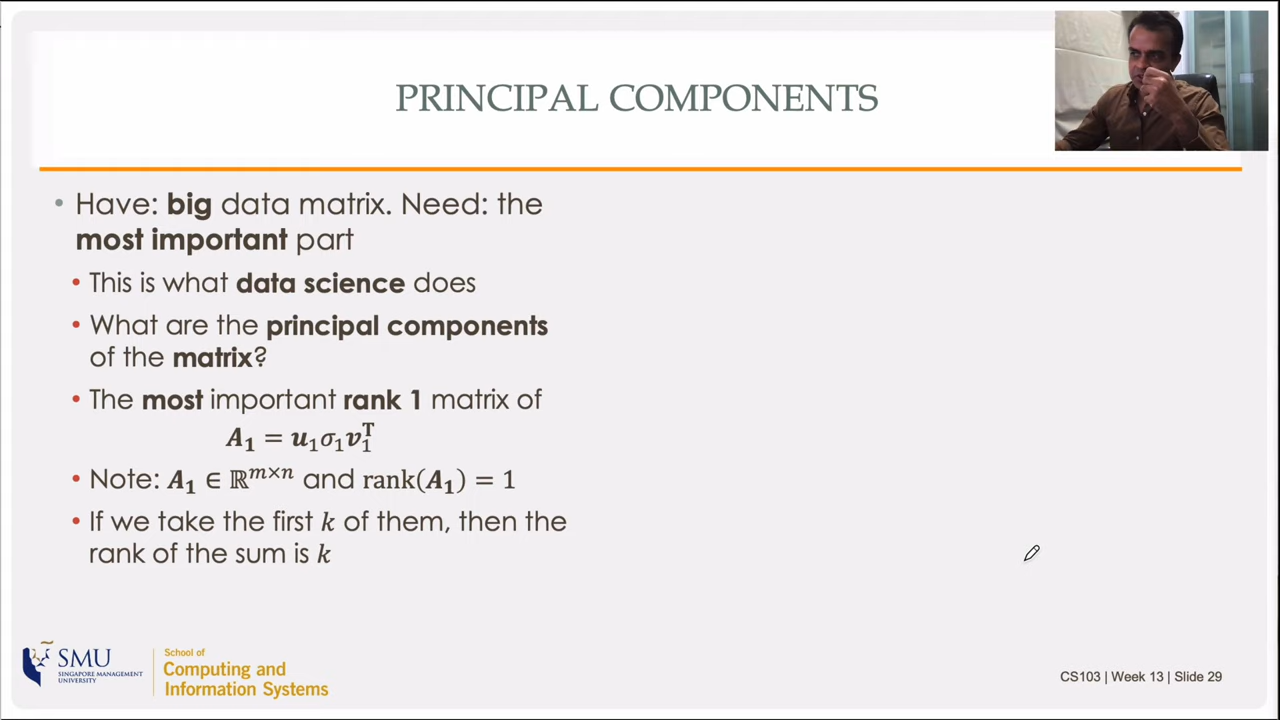 PRINCIPAL COMPONENTS
• Have: big data matrix. Need: the
most important part
• This is what data science does
• What are the principal components
of the matrix?
• The most important rank 1 matrix of
𝑨₁ = 𝒖₁σ₁𝒗₁ᵀ
• Note: 𝑨₁ ∈ ℝᵐˣⁿ and rank(𝑨₁) = 1
• If we take the first 𝑘 of them, then the
rank of the sum is 𝑘
SMU
SINGAPORE MANAGEMENT
UNIVERSITY
School of
Computing and
Information Systems
CS103 | Week 13 | Slide 29